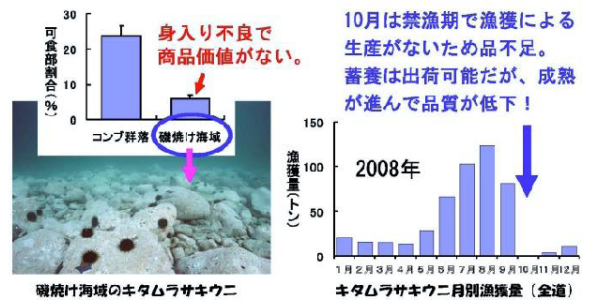 30
20
10
0
可食部割合(%)
身入り不良で
商品価値がない。
コンブ群落
磯焼け海域
磯焼け海域のキタムラサキウニ
10月は禁漁期で漁獲による
生産がないため品不足。
蓄養は出荷可能だが、成熟
が進んで品質が低下！
150
100
50
0
漁獲量(トン)
2008年
1月 2月 3月 4月 5月 6月 7月 8月 9月 10月 11月 12月
キタムラサキウニ月別漁獲量（全道）